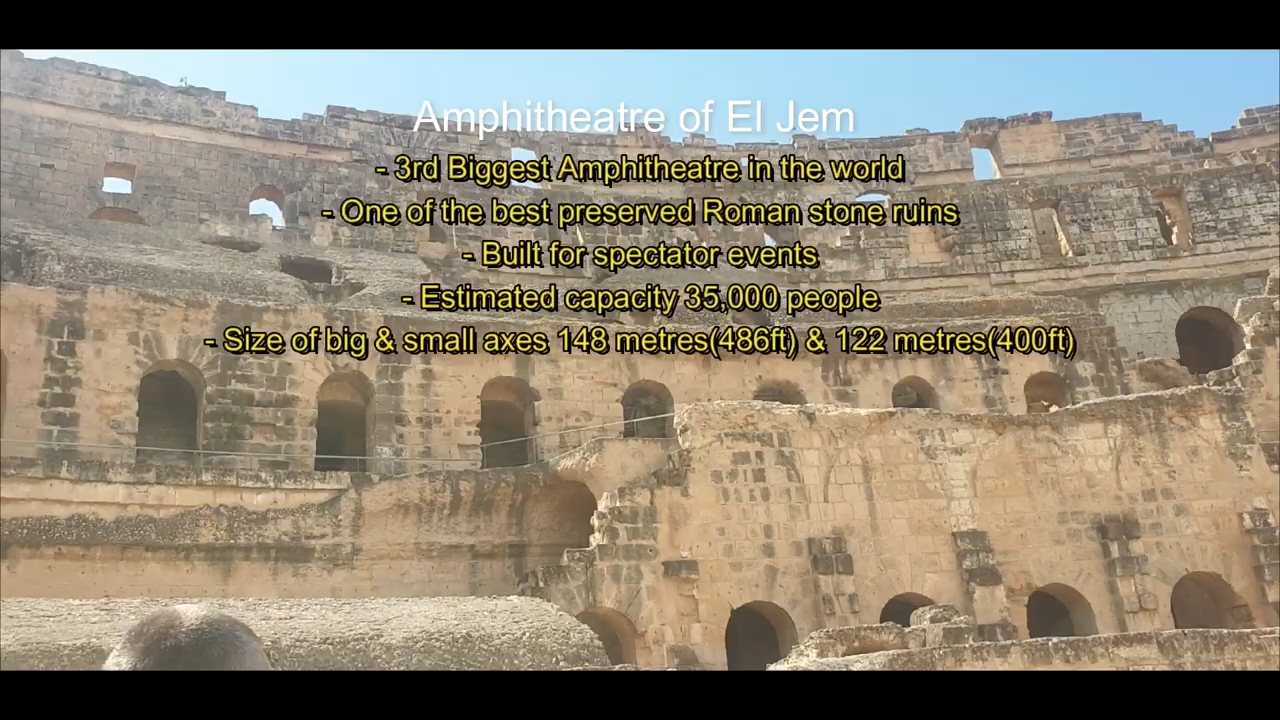 Amphitheatre of El Jem
- 3rd Biggest Amphitheatre in the world
- One of the best preserved Roman stone ruins
- Built for spectator events
- Estimated capacity 35,000 people
- Size of big & small axes 148 metres(486ft) & 122 metres(400ft)